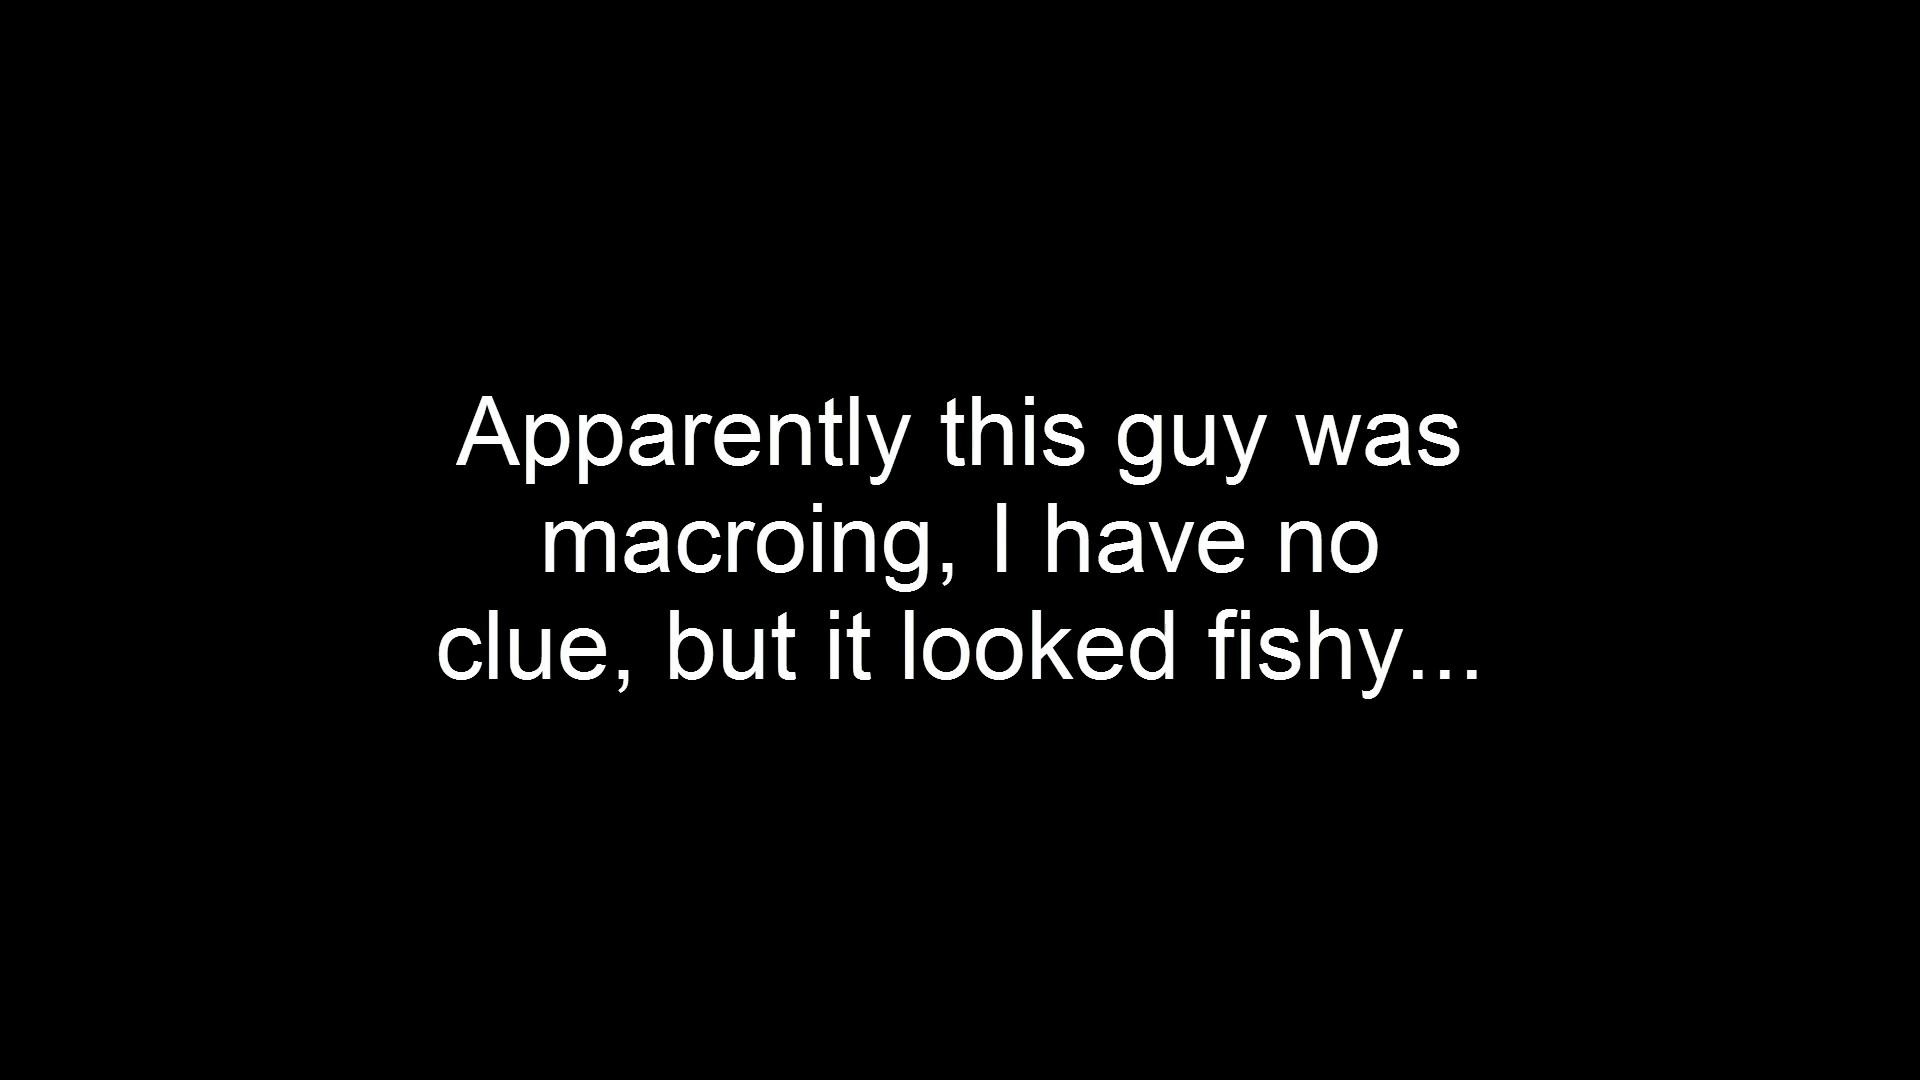 Apparently this guy was
macroing, I have no
clue, but it looked fishy...